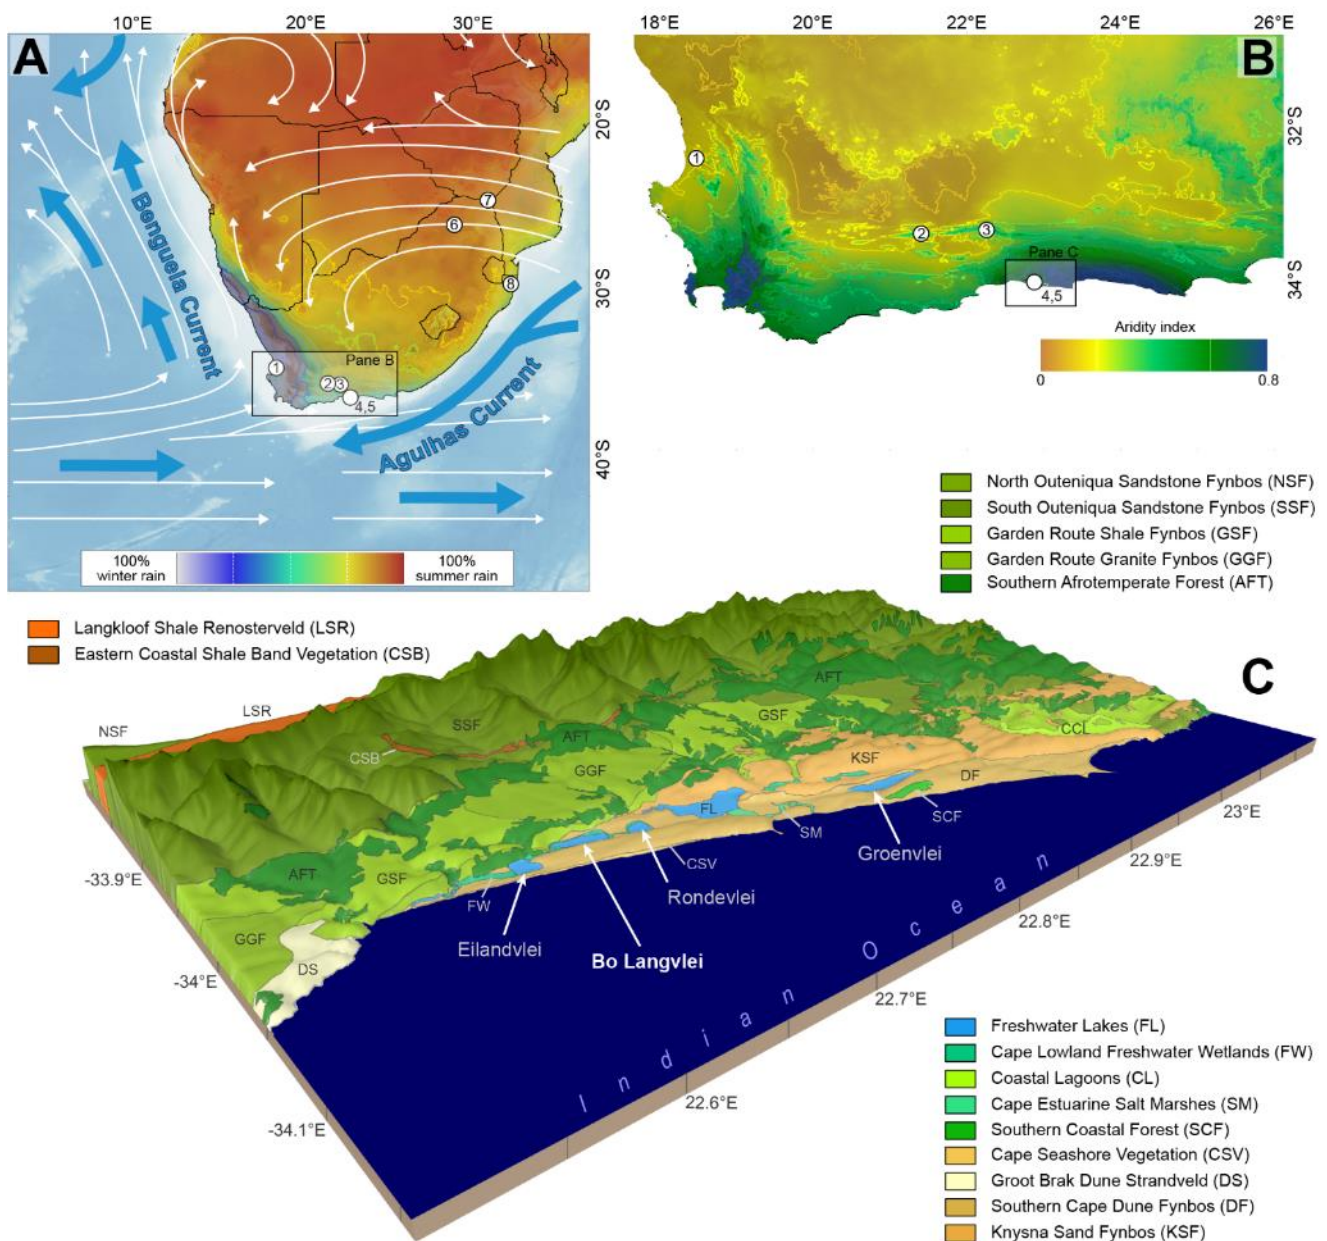 10°E 20°E 30°E
A
20°S
30°S
40°S
Benguela Current
Agulhas Current
7
6
8
Pane B
1
2 3
4,5
100%
winter rain
100%
summer rain
18°E 20°E 22°E 24°E 26°E
B
32°S
34°S
1
2
3
Pane C
4,5
Aridity index
0 0.8
North Outeniqua Sandstone Fynbos (NSF)
South Outeniqua Sandstone Fynbos (SSF)
Garden Route Shale Fynbos (GSF)
Garden Route Granite Fynbos (GGF)
Southern Afrotemperate Forest (AFT)
Langkloof Shale Renosterveld (LSR)
Eastern Coastal Shale Band Vegetation (CSB)
C
NSF
LSR
SSF
CSB
AFT
AFT
GSF
GGF
KSF
CCL
DF
FL
SM
SCF
CSV
AFT
GSF
FW
GGF
DS
Groenvlei
Rondevlei
Eilandvlei
Bo Langvlei
-33.9°E
-34°E
-34.1°E
23°E
22.9°E
22.8°E
22.7°E
22.6°E
Indian Ocean
Freshwater Lakes (FL)
Cape Lowland Freshwater Wetlands (FW)
Coastal Lagoons (CL)
Cape Estuarine Salt Marshes (SM)
Southern Coastal Forest (SCF)
Cape Seashore Vegetation (CSV)
Groot Brak Dune Strandveld (DS)
Southern Cape Dune Fynbos (DF)
Knysna Sand Fynbos (KSF)